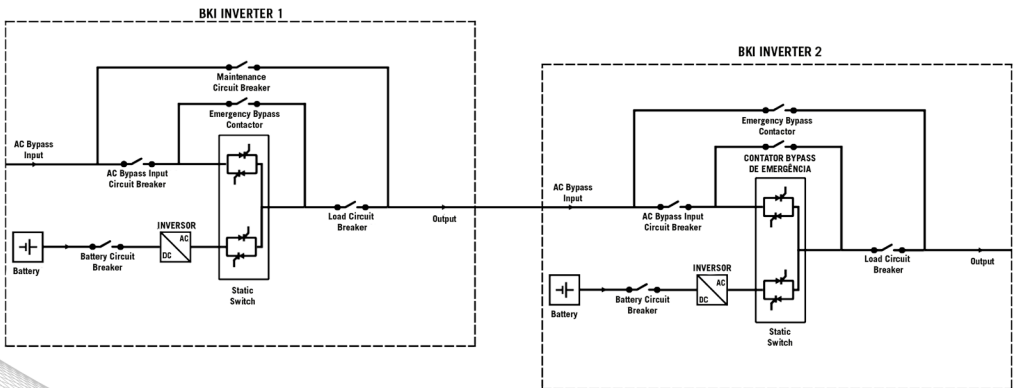 BKI INVERTER 1
Maintenance
Circuit Breaker
Emergency Bypass
Contactor
AC Bypass
Input
AC Bypass Input
Circuit Breaker
INVERSOR
AC
DC
Battery
Battery Circuit
Breaker
Load Circuit
Breaker
Output
Static
Switch
BKI INVERTER 2
Emergency Bypass
Contactor
CONTATOR BYPASS
DE EMERGÊNCIA
AC Bypass
Input
AC Bypass Input
Circuit Breaker
INVERSOR
AC
DC
Battery
Battery Circuit
Breaker
Load Circuit
Breaker
Output
Static
Switch